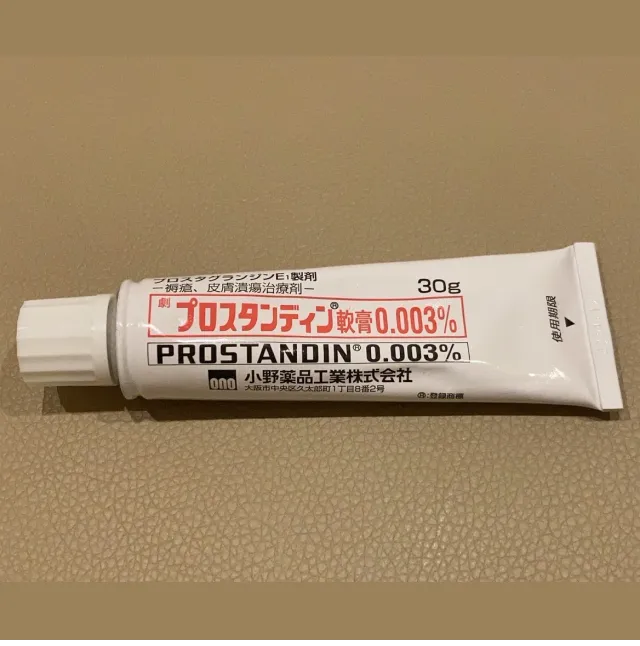 プロスタグランジンE1製剤
—褥瘡、皮膚潰瘍治療剤—
30g
劇 プロスタンディン®軟膏0.003%
PROSTANDIN® 0.003%
ono 小野薬品工業株式会社
大阪市中央区久太郎町1丁目8番2号
®:登録商標
使用期限